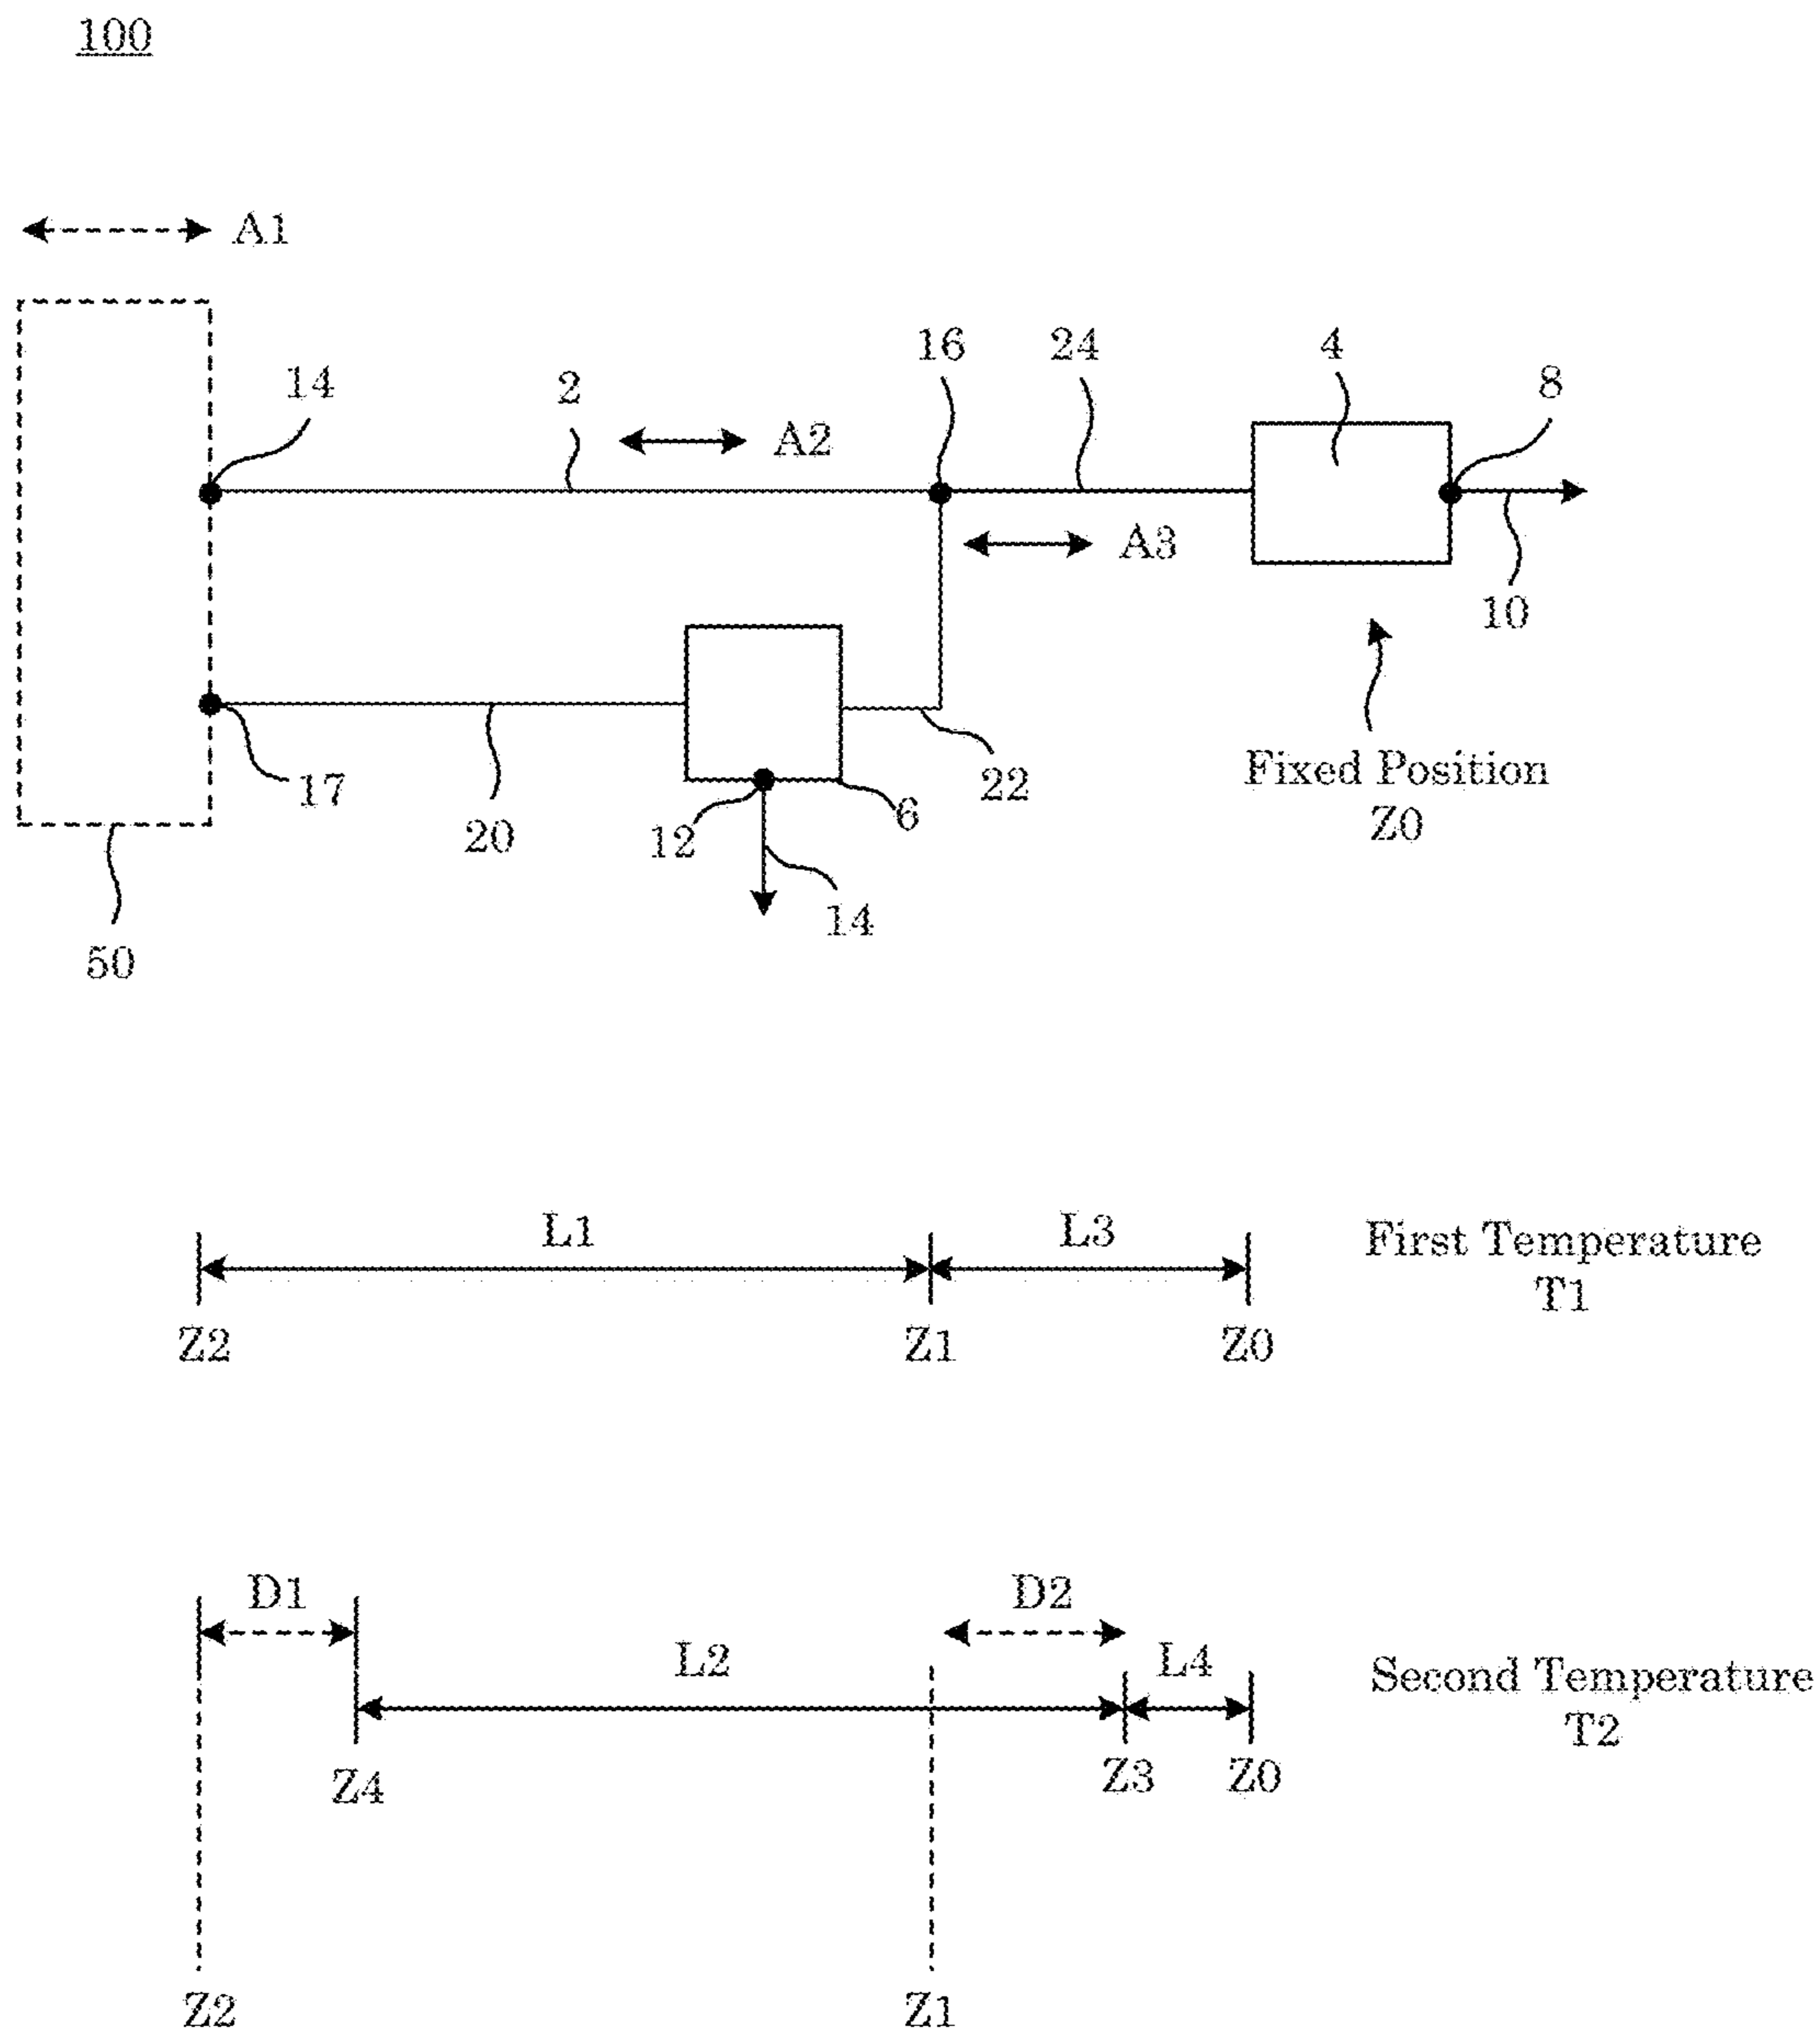 100
A1
14
2
A2
16
24
4
8
A3
10
17
20
12
6
22
14
50
Fixed Position
Z0
L1
L3
First Temperature
T1
Z2
Z1
Z0
D1
D2
L2
L4
Second Temperature
T2
Z4
Z3
Z0
Z2
Z1